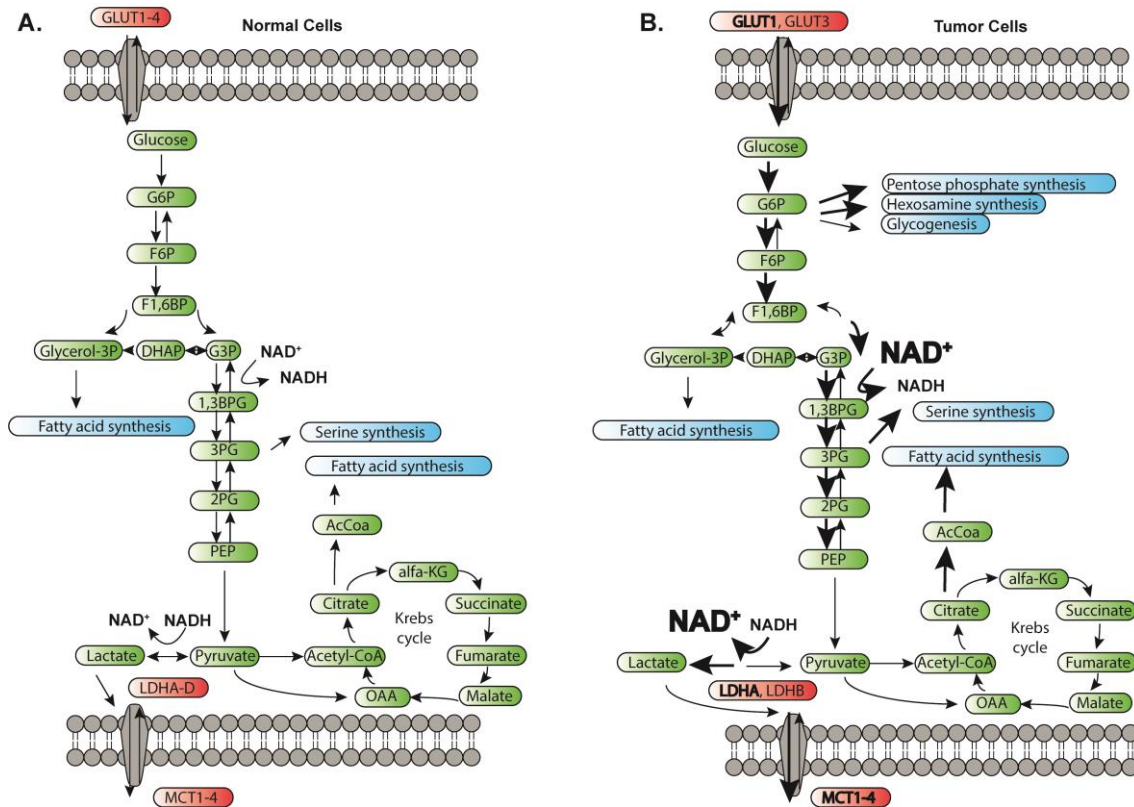 A.
GLUT1-4
Normal Cells
Glucose
G6P
F6P
F1,6BP
Glycerol-3P
DHAP
G3P
NAD⁺
NADH
1,3BPG
Fatty acid synthesis
3PG
Serine synthesis
Fatty acid synthesis
2PG
AcCoa
PEP
alfa-KG
Citrate
Succinate
Krebs
cycle
NAD⁺
NADH
Lactate
Pyruvate
Acetyl-CoA
Fumarate
LDHA-D
OAA
Malate
MCT1-4
B.
GLUT1, GLUT3
Tumor Cells
Glucose
Pentose phosphate synthesis
G6P
Hexosamine synthesis
Glycogenesis
F6P
F1,6BP
Glycerol-3P
DHAP
G3P
NAD⁺
NADH
1,3BPG
Serine synthesis
Fatty acid synthesis
3PG
Fatty acid synthesis
2PG
AcCoa
PEP
alfa-KG
Citrate
Succinate
Krebs
cycle
NAD⁺
NADH
Lactate
Pyruvate
Acetyl-CoA
Fumarate
LDHA, LDHB
OAA
Malate
MCT1-4